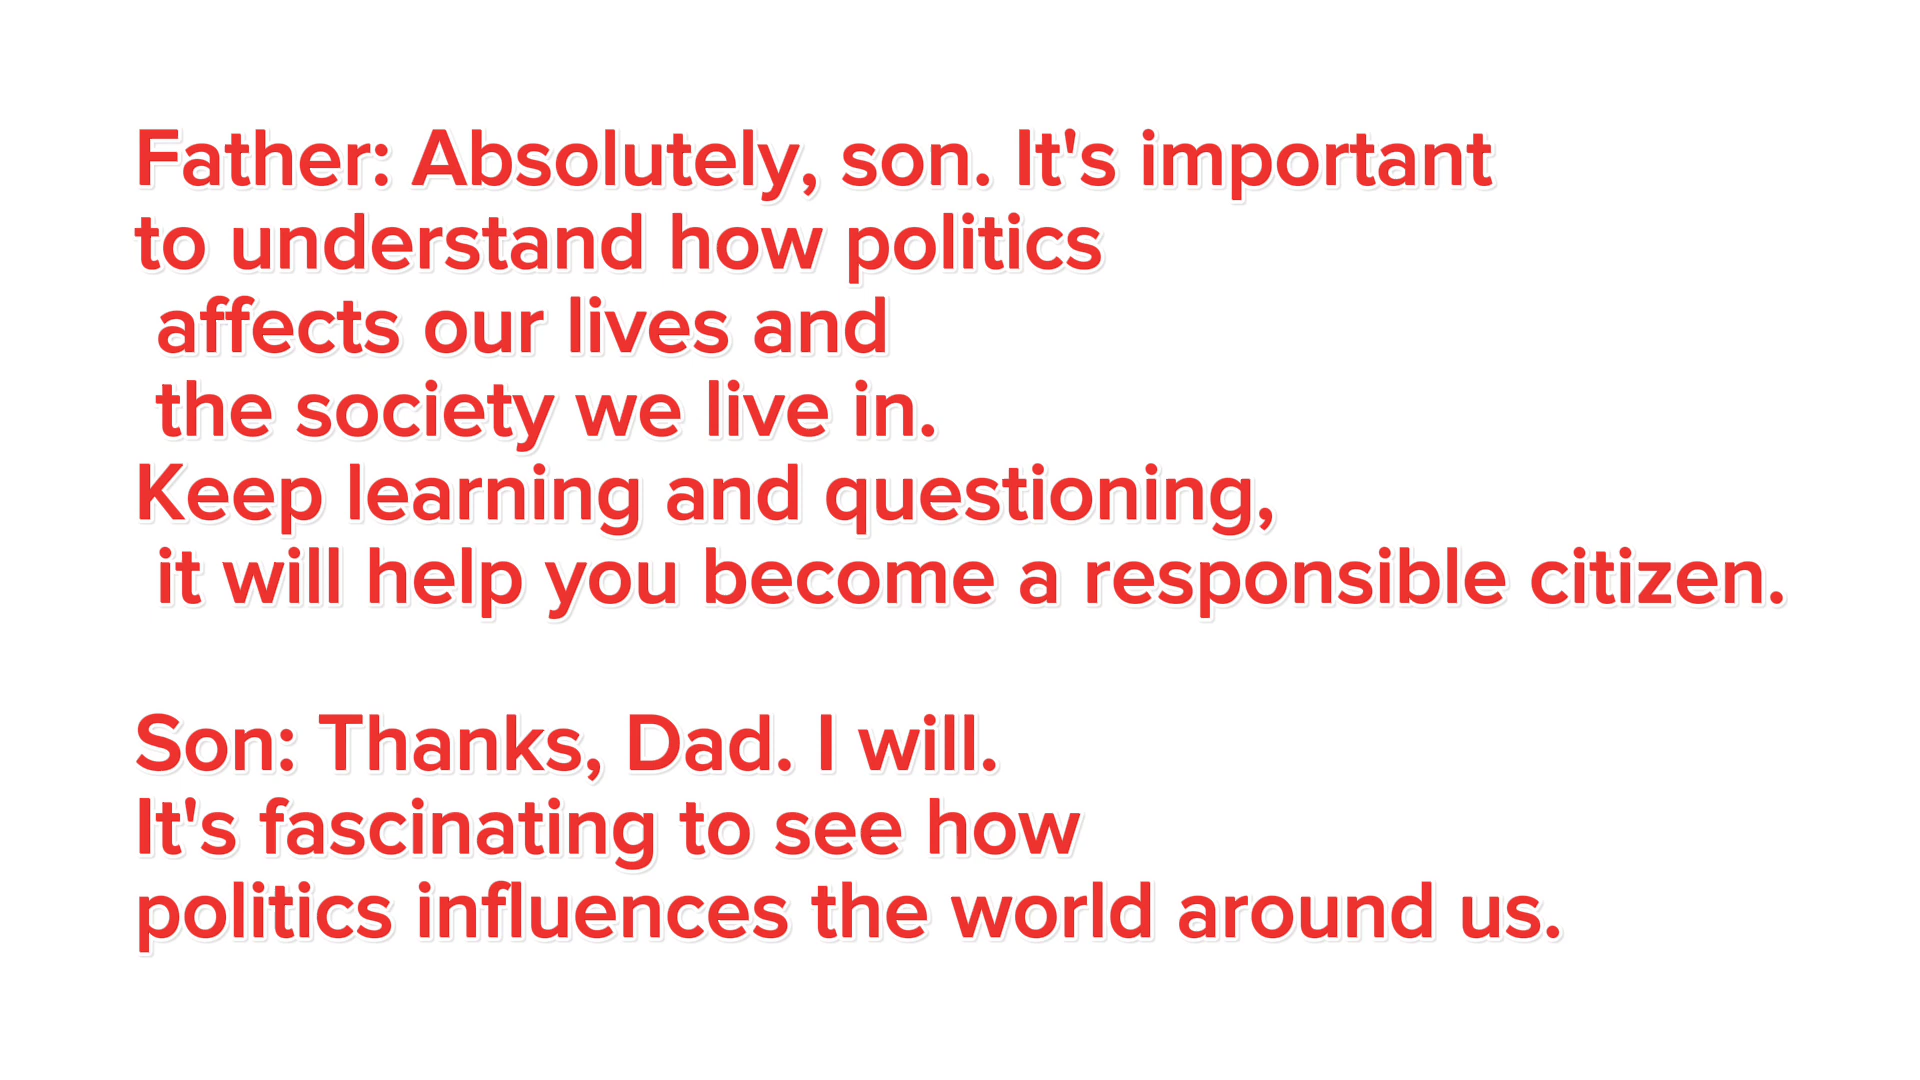 Father: Absolutely, son. It's important
to understand how politics
affects our lives and
the society we live in.
Keep learning and questioning,
it will help you become a responsible citizen.
Son: Thanks, Dad. I will.
It's fascinating to see how
politics influences the world around us.